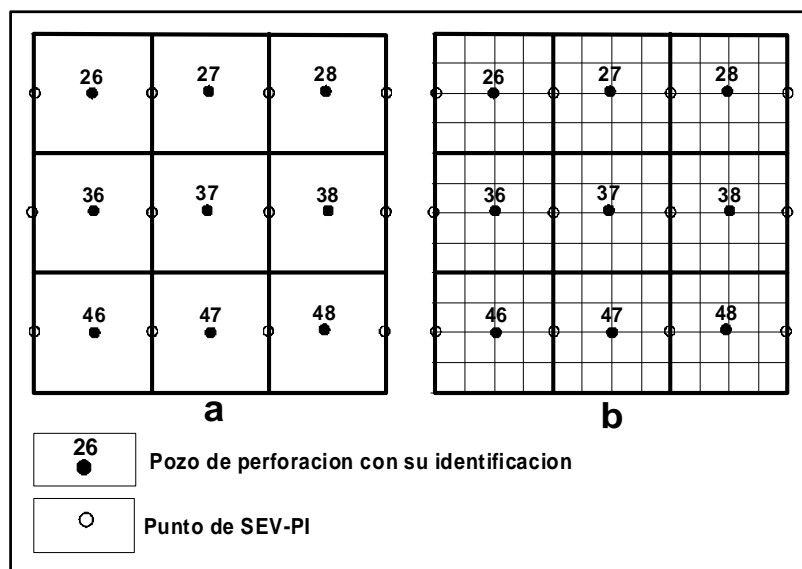 26 27 28
36 37 38
46 47 48
a
26 27 28
36 37 38
46 47 48
b
26
Pozo de perforacion con su identificacion
Punto de SEV-PI